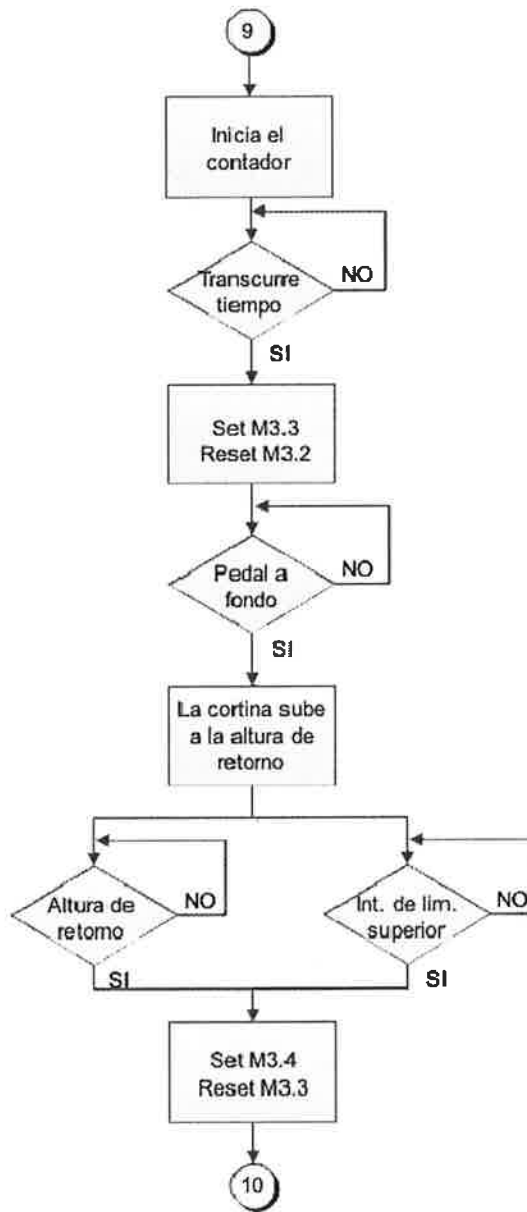 9
Inicia el
contador
Transcurre
tiempo
NO
SI
Set M3.3
Reset M3.2
Pedal a
fondo
NO
SI
La cortina sube
a la altura de
retorno
Altura de
retorno
NO
SI
Int. de lim.
superior
NO
SI
Set M3.4
Reset M3.3
10